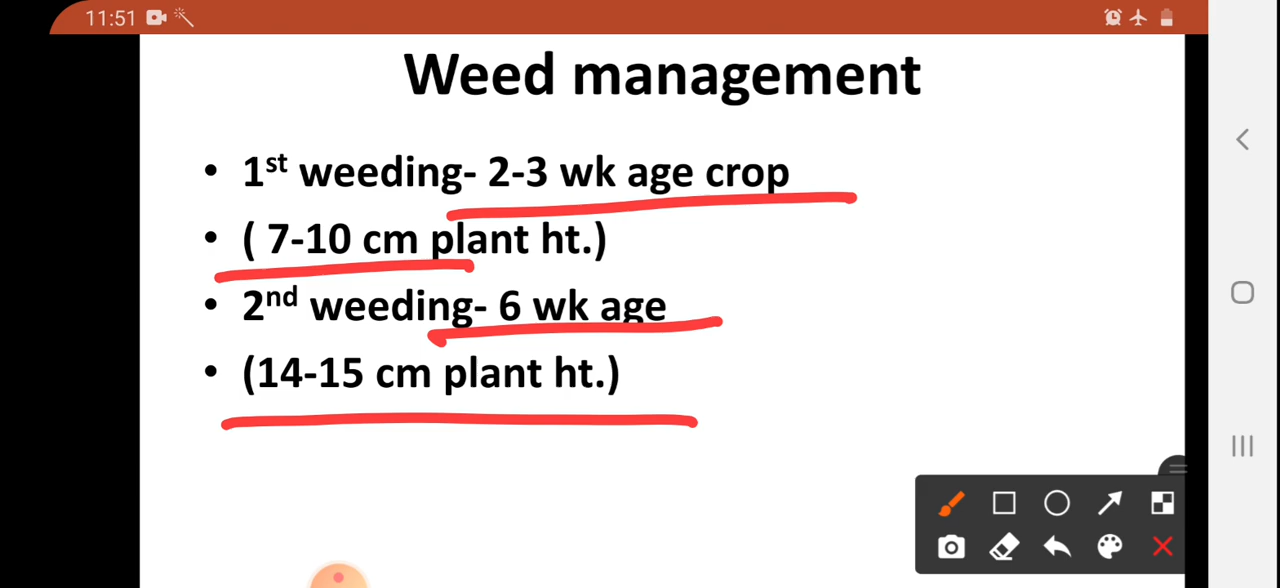 11:51
Weed management
• 1st weeding- 2-3 wk age crop
• ( 7-10 cm plant ht.)
• 2nd weeding- 6 wk age
• (14-15 cm plant ht.)